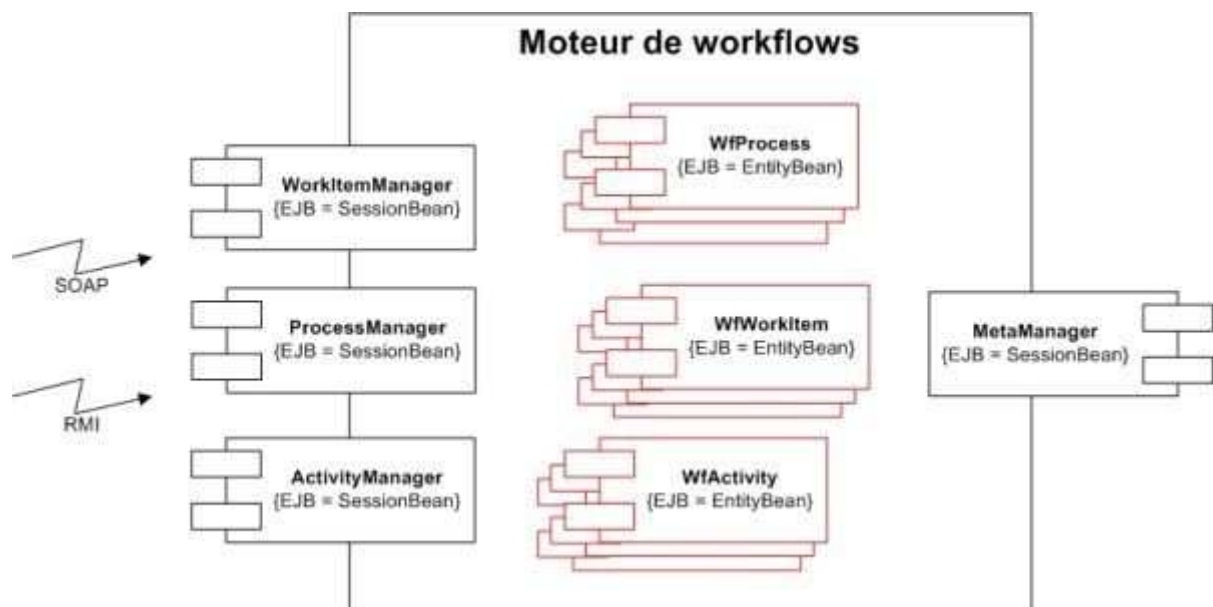 Moteur de workflows
WfProcess
{EJB = EntityBean}
WorkItemManager
{EJB = SessionBean}
SOAP
ProcessManager
{EJB = SessionBean}
WfWorkItem
{EJB = EntityBean}
MetaManager
{EJB = SessionBean}
RMI
ActivityManager
{EJB = SessionBean}
WfActivity
{EJB = EntityBean}